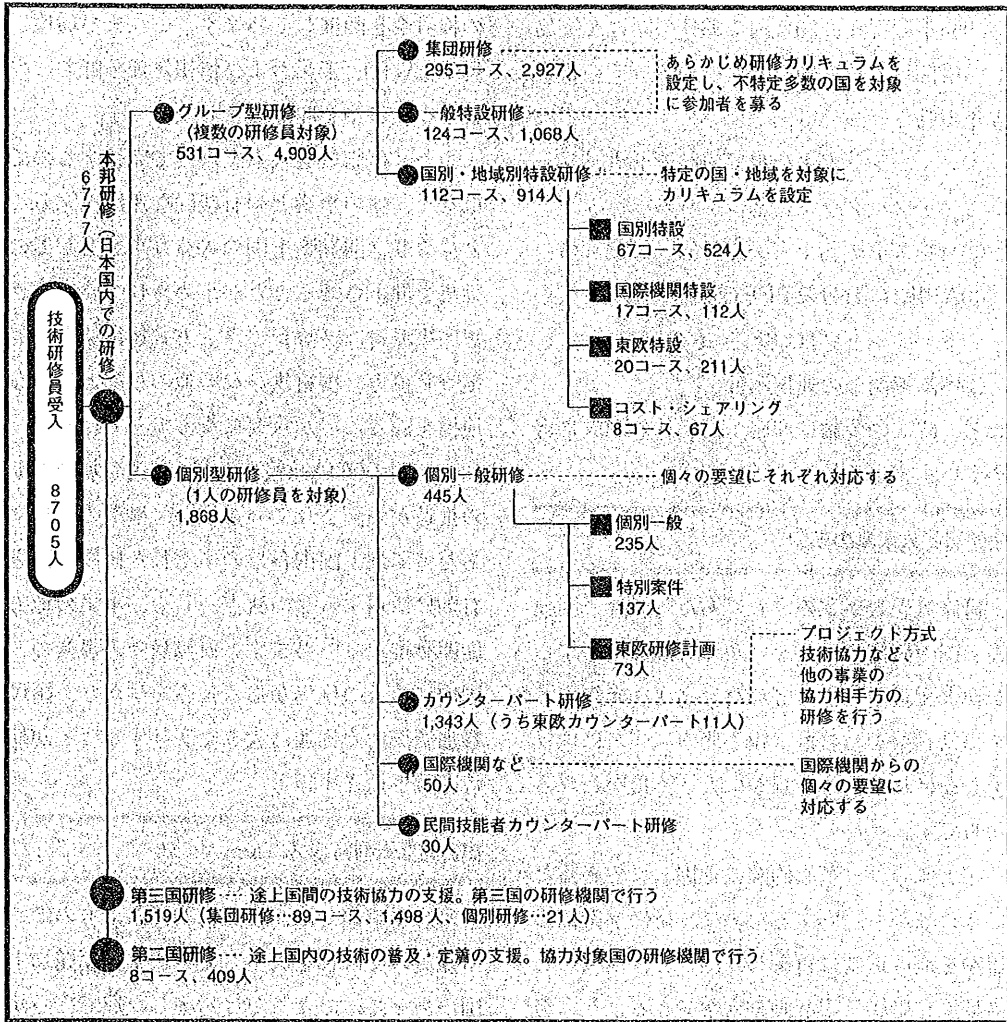 技術研修員受入 8705人
本邦研修（日本国内での研修）
6777人
グループ型研修
（複数の研修員対象）
531コース、4,909人
集団研修
295コース、2,927人
一般特設研修
124コース、1,068人
あらかじめ研修カリキュラムを
設定し、不特定多数の国を対象
に参加者を募る
国別・地域別特設研修
112コース、914人
特定の国・地域を対象に
カリキュラムを設定
国別特設
67コース、524人
国際機関特設
17コース、112人
東欧特設
20コース、211人
コスト・シェアリング
8コース、67人
個別型研修
（1人の研修員を対象）
1,868人
個別一般研修
445人
個々の要望にそれぞれ対応する
個別一般
235人
特別案件
137人
東欧研修計画
73人
カウンターパート研修
1,343人（うち東欧カウンターパート11人）
プロジェクト方式
技術協力など、
他の事業の
協力相手方の
研修を行う
国際機関など
50人
国際機関からの
個々の要望に
対応する
民間技能者カウンターパート研修
30人
第三国研修‥‥途上国間の技術協力の支援。第三国の研修機関で行う
1,519人（集団研修…89コース、1,498人、個別研修…21人）
第二国研修‥‥途上国内の技術の普及・定着の支援。協力対象国の研修機関で行う
8コース、409人